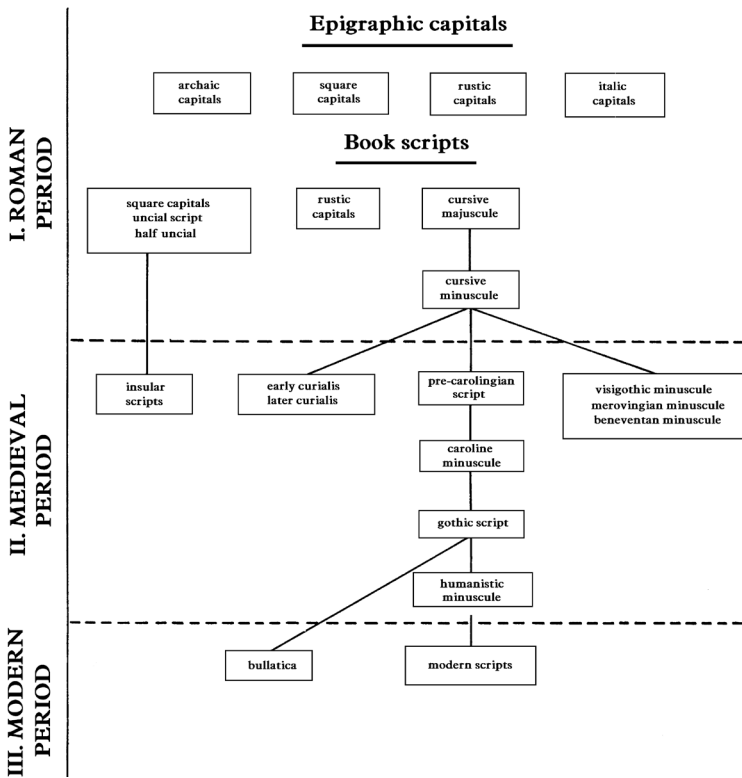 Epigraphic capitals
archaic
capitals
square
capitals
rustic
capitals
italic
capitals
I. ROMAN
PERIOD
Book scripts
square capitals
uncial script
half uncial
rustic
capitals
cursive
majuscule
cursive
minuscule
II. MEDIEVAL
PERIOD
insular
scripts
early curialis
later curialis
pre-carolingian
script
visigothic minuscule
merovingian minuscule
beneventan minuscule
caroline
minuscule
gothic script
humanistic
minuscule
III. MODERN
PERIOD
bullatica
modern scripts